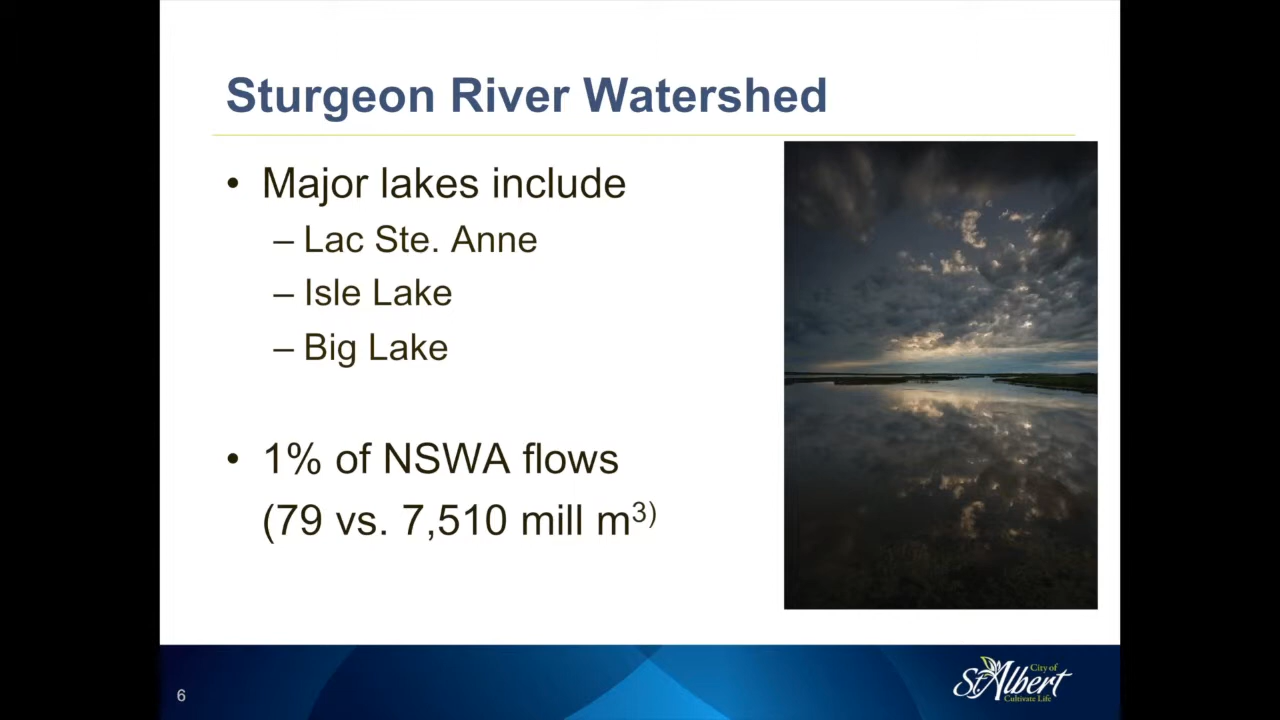 Sturgeon River Watershed
• Major lakes include
– Lac Ste. Anne
– Isle Lake
– Big Lake
• 1% of NSWA flows
(79 vs. 7,510 mill m³⁾
6
City of
St Albert
Cultivate Life